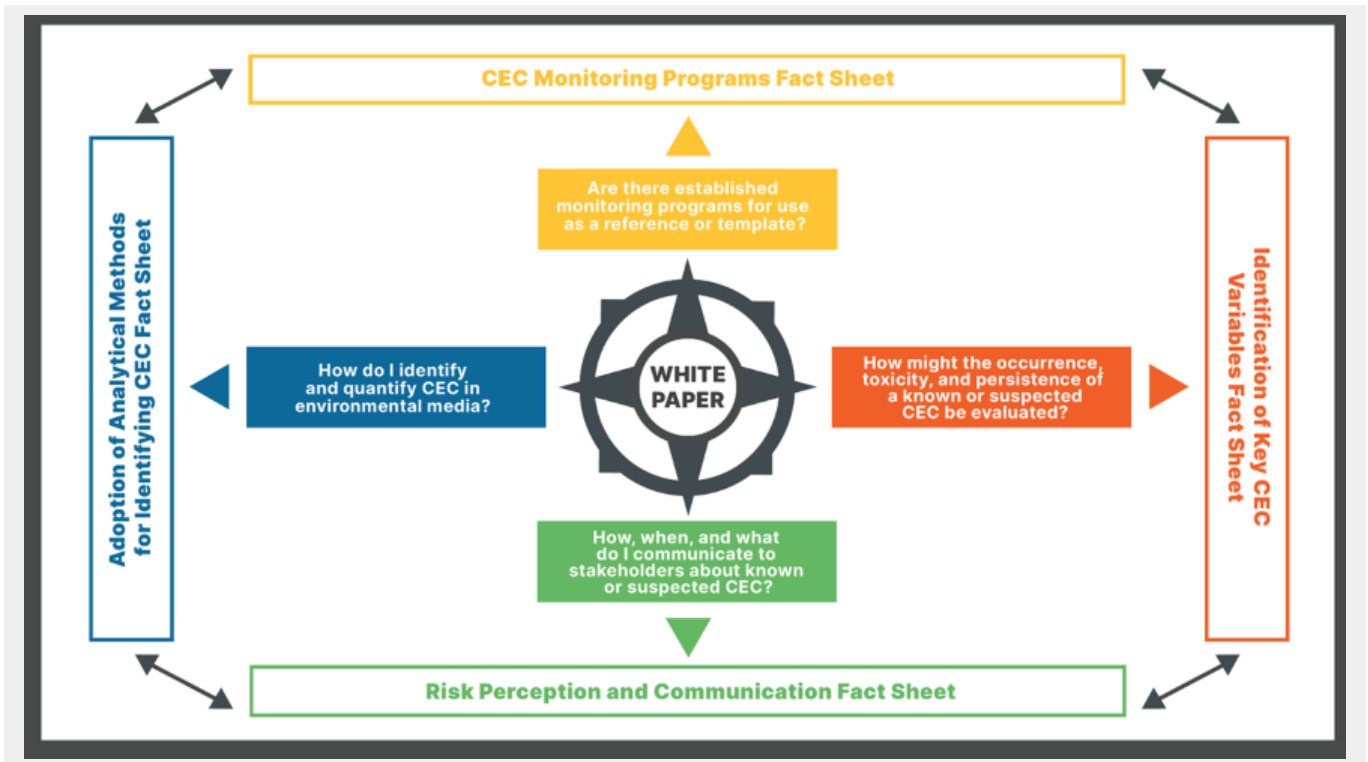 CEC Monitoring Programs Fact Sheet
Are there established
monitoring programs for use
as a reference or template?
Adoption of Analytical Methods
for Identifying CEC Fact Sheet
How do I identify
and quantify CEC in
environmental media?
WHITE
PAPER
How might the occurrence,
toxicity, and persistence of
a known or suspected
CEC be evaluated?
Identification of Key CEC
Variables Fact Sheet
How, when, and what
do I communicate to
stakeholders about known
or suspected CEC?
Risk Perception and Communication Fact Sheet